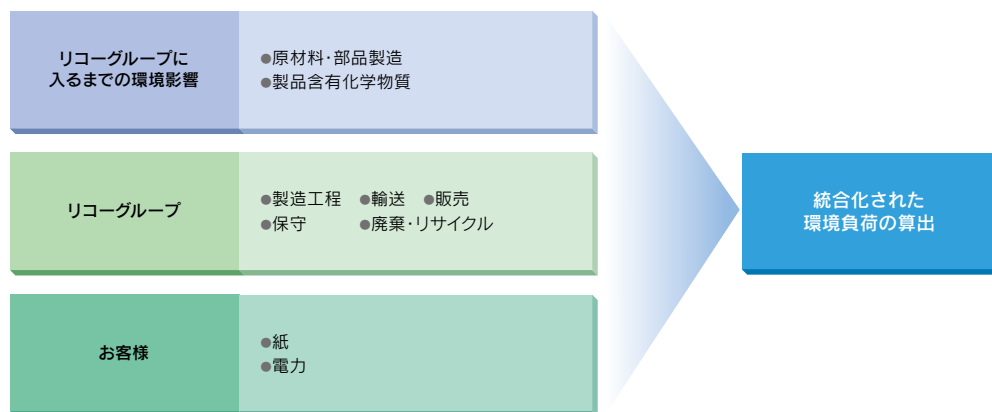 リコーグループに
入るまでの環境影響
●原材料・部品製造
●製品含有化学物質
リコーグループ
●製造工程 ●輸送 ●販売
●保守 ●廃棄・リサイクル
お客様
●紙
●電力
統合化された
環境負荷の算出